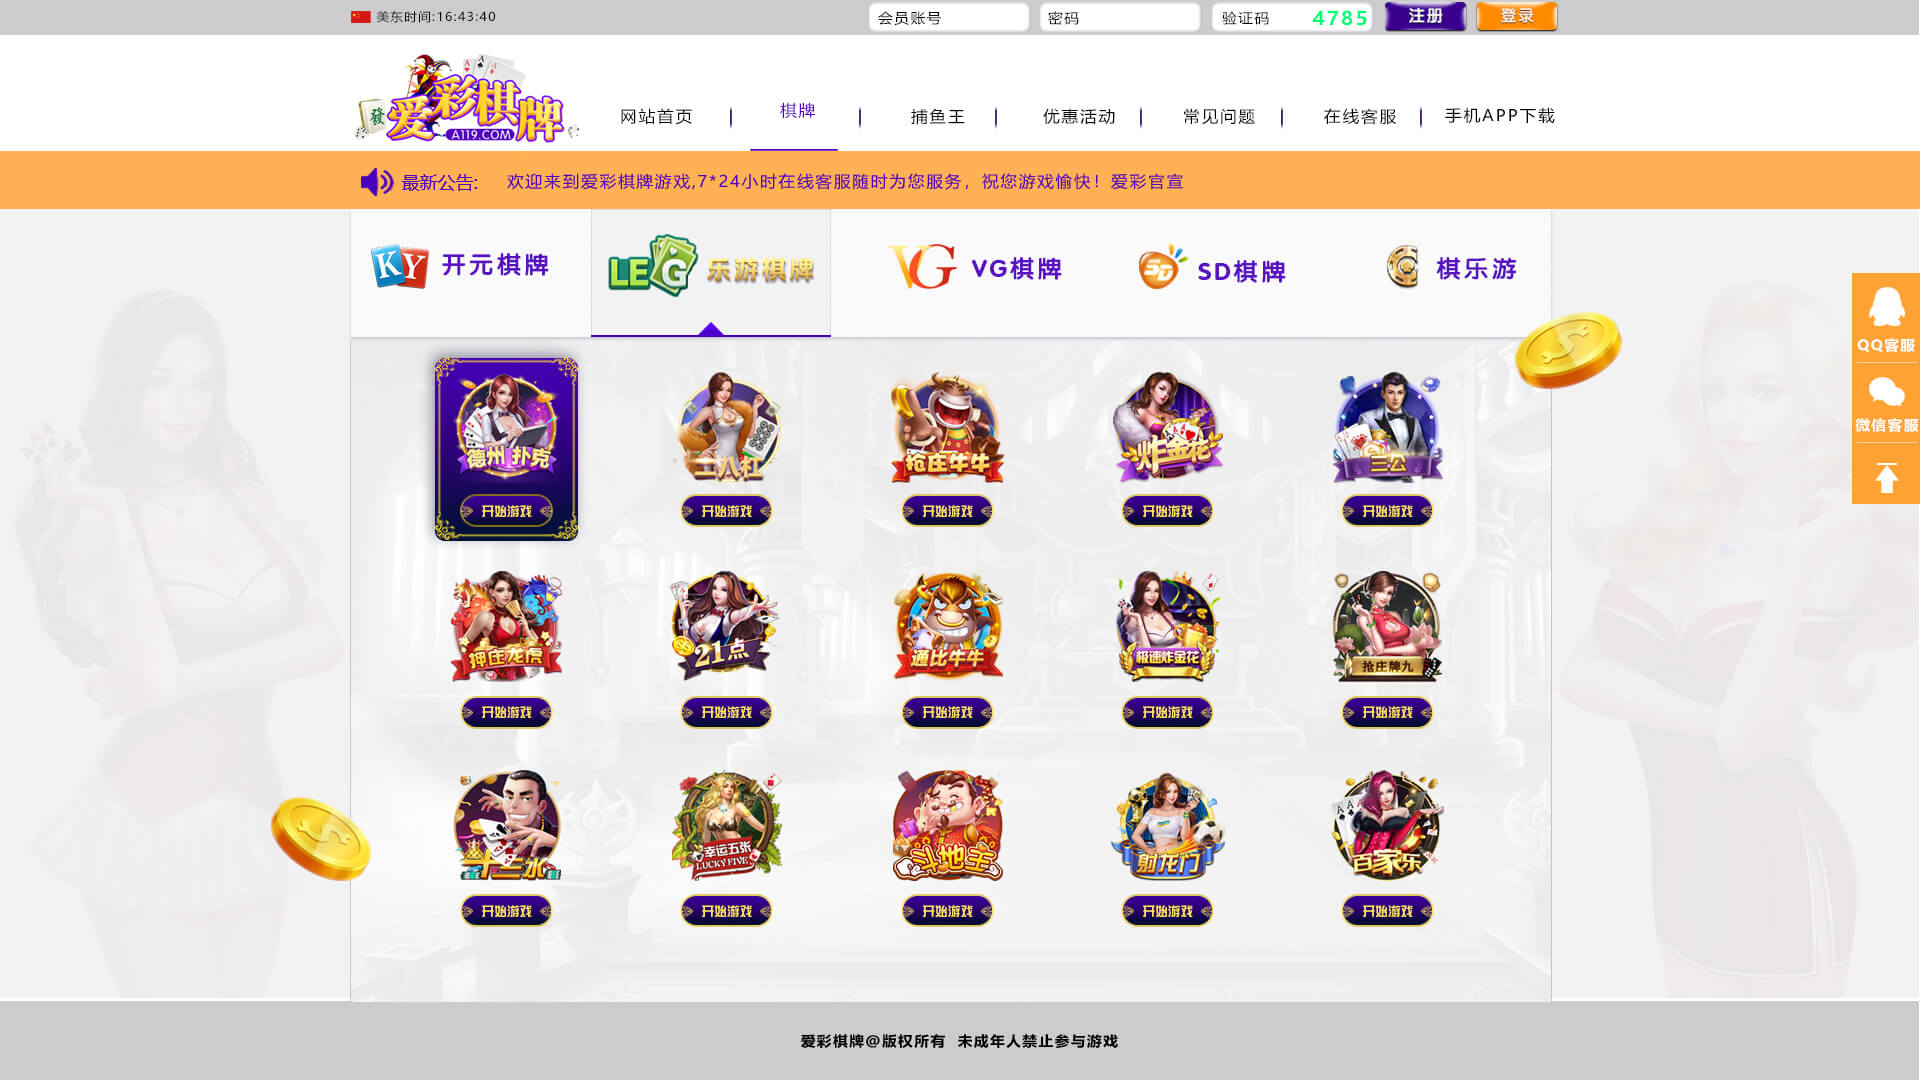 美东时间:16:43:40
会员账号
密码
验证码
4785
注册
登录
發
爱彩棋牌
A119.COM
网站首页
棋牌
捕鱼王
优惠活动
常见问题
在线客服
手机APP下载
最新公告:
欢迎来到爱彩棋牌游戏,7*24小时在线客服随时为您服务，祝您游戏愉快！爱彩官宣
KY 开元棋牌
LEG 乐游棋牌
VG VG棋牌
SD SD棋牌
棋乐游
QQ客服
微信客服
德州 扑克
二八杠
抢庄牛牛
炸金花
三公
开始游戏
开始游戏
开始游戏
开始游戏
开始游戏
押庄龙虎
21点
通比牛牛
极速炸金花
抢庄牌九
开始游戏
开始游戏
开始游戏
开始游戏
开始游戏
十三水
幸运五张
LUCKY FIVE
斗地主
射龙门
百家乐
开始游戏
开始游戏
开始游戏
开始游戏
开始游戏
爱彩棋牌@版权所有 未成年人禁止参与游戏